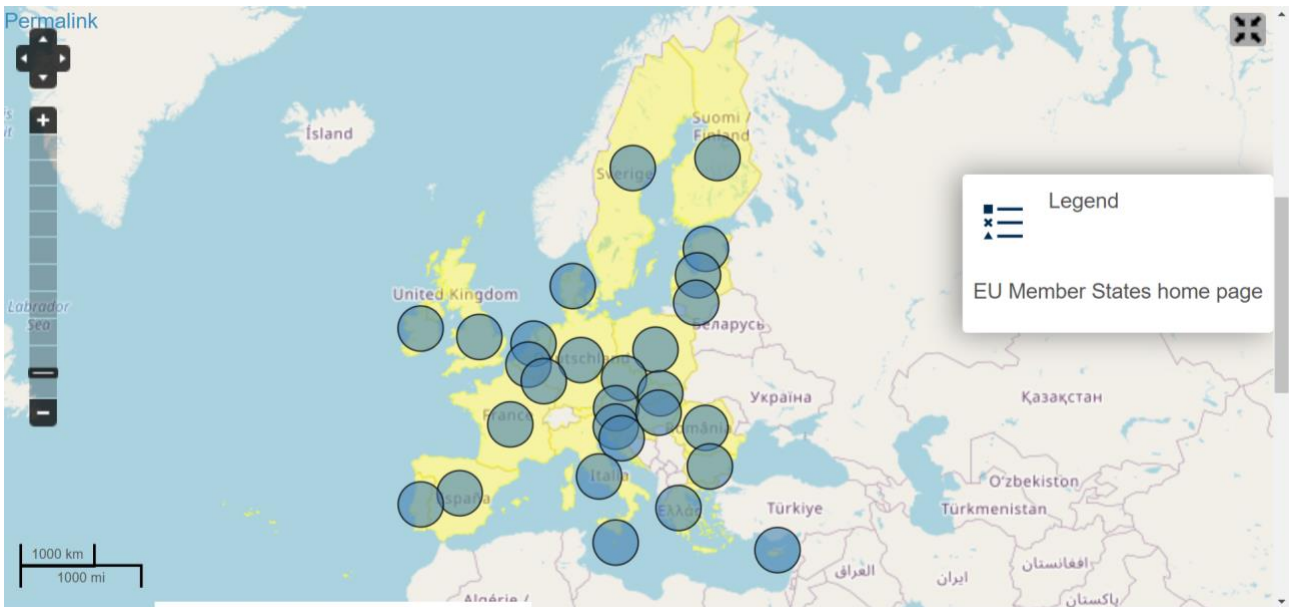 Permalink
Ísland
Suomi /
Finland
Sverige
United Kingdom
Labrador
Sea
Беларусь
Deutschland
Україна
Қазақстан
France
România
Italia
España
Ελλάς
Türkiye
O'zbekiston
Türkmenistan
افغانستان
ایران
العراق
پاکستان
Algérie /
1000 km
1000 mi
Legend
EU Member States home page